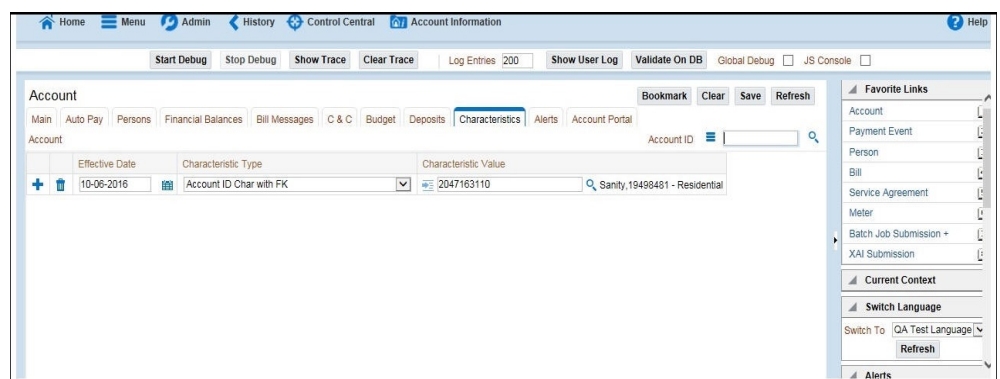 Home Menu Admin History Control Central Account Information Help
Start Debug Stop Debug Show Trace Clear Trace Log Entries 200 Show User Log Validate On DB Global Debug JS Console
Account Bookmark Clear Save Refresh
Main Auto Pay Persons Financial Balances Bill Messages C & C Budget Deposits Characteristics Alerts Account Portal
Account Account ID
Effective Date Characteristic Type Characteristic Value
10-06-2016 Account ID Char with FK 2047163110 Sanity,19498481 - Residential
Favorite Links
Account
Payment Event
Person
Bill
Service Agreement
Meter
Batch Job Submission +
XAI Submission
Current Context
Switch Language
Switch To QA Test Language
Refresh
Alerts